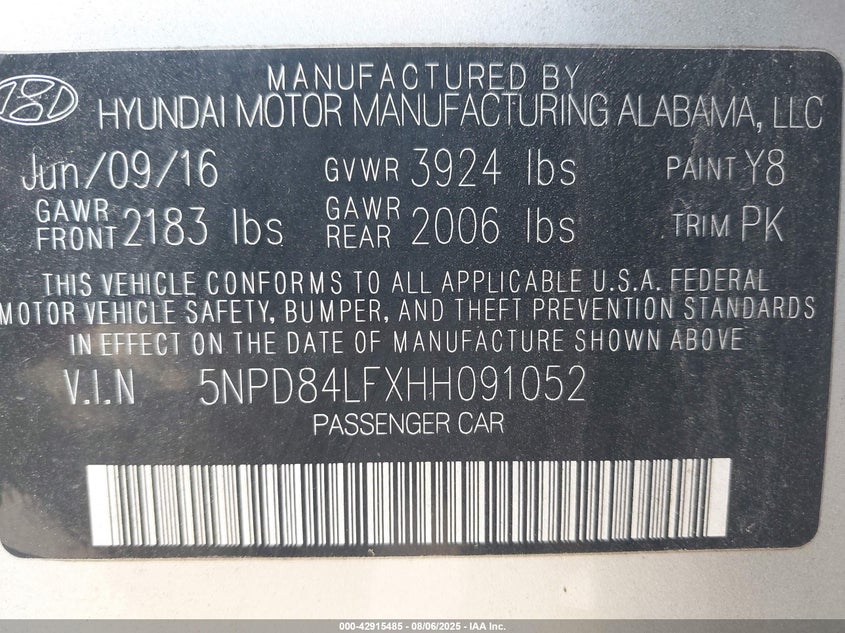 MANUFACTURED BY
HYUNDAI MOTOR MANUFACTURING ALABAMA, LLC
Jun/09/16 GVWR 3924 lbs PAINT Y8
GAWR FRONT 2183 lbs GAWR REAR 2006 lbs TRIM PK
THIS VEHICLE CONFORMS TO ALL APPLICABLE U.S.A. FEDERAL
MOTOR VEHICLE SAFETY, BUMPER, AND THEFT PREVENTION STANDARDS
IN EFFECT ON THE DATE OF MANUFACTURE SHOWN ABOVE
V.I.N 5NPD84LFXHH091052
PASSENGER CAR
000-42915485 - 08/06/2025 - IAA Inc.